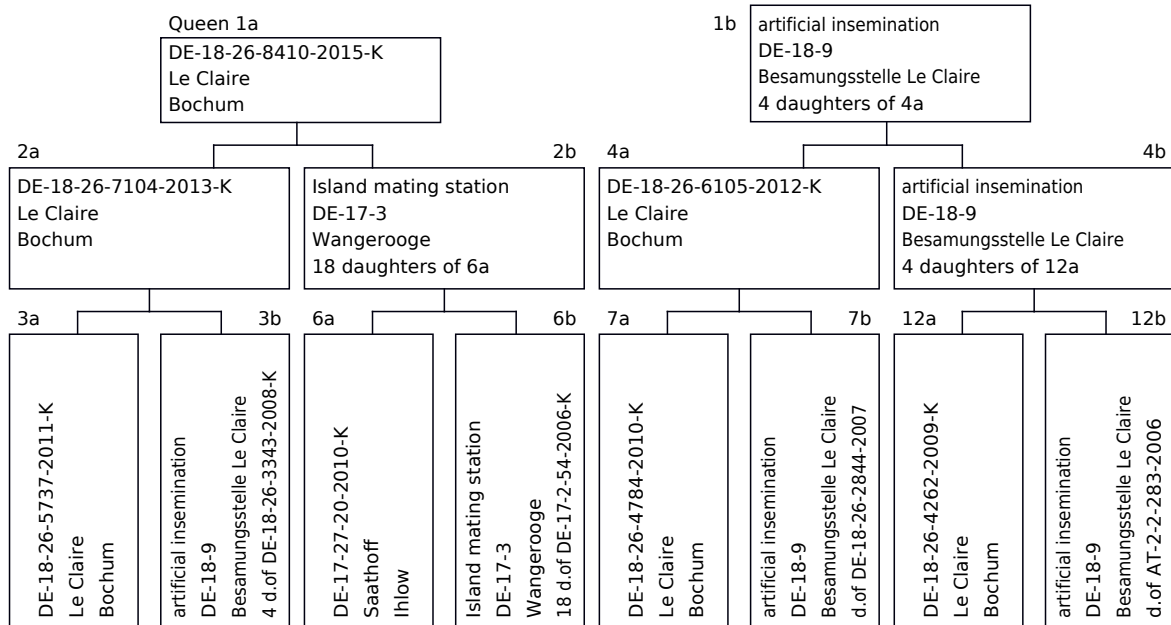 Queen 1a
DE-18-26-8410-2015-K
Le Claire
Bochum
1b
artificial insemination
DE-18-9
Besamungsstelle Le Claire
4 daughters of 4a
2a
DE-18-26-7104-2013-K
Le Claire
Bochum
2b
Island mating station
DE-17-3
Wangerooge
18 daughters of 6a
4a
DE-18-26-6105-2012-K
Le Claire
Bochum
4b
artificial insemination
DE-18-9
Besamungsstelle Le Claire
4 daughters of 12a
3a
DE-18-26-5737-2011-K
Le Claire
Bochum
3b
artificial insemination
DE-18-9
Besamungsstelle Le Claire
4 d.of DE-18-26-3343-2008-K
6a
DE-17-27-20-2010-K
Saathoff
Ihlow
6b
Island mating station
DE-17-3
Wangerooge
18 d.of DE-17-2-54-2006-K
7a
DE-18-26-4784-2010-K
Le Claire
Bochum
7b
artificial insemination
DE-18-9
Besamungsstelle Le Claire
d.of DE-18-26-2844-2007
12a
DE-18-26-4262-2009-K
Le Claire
Bochum
12b
artificial insemination
DE-18-9
Besamungsstelle Le Claire
d.of AT-2-2-283-2006